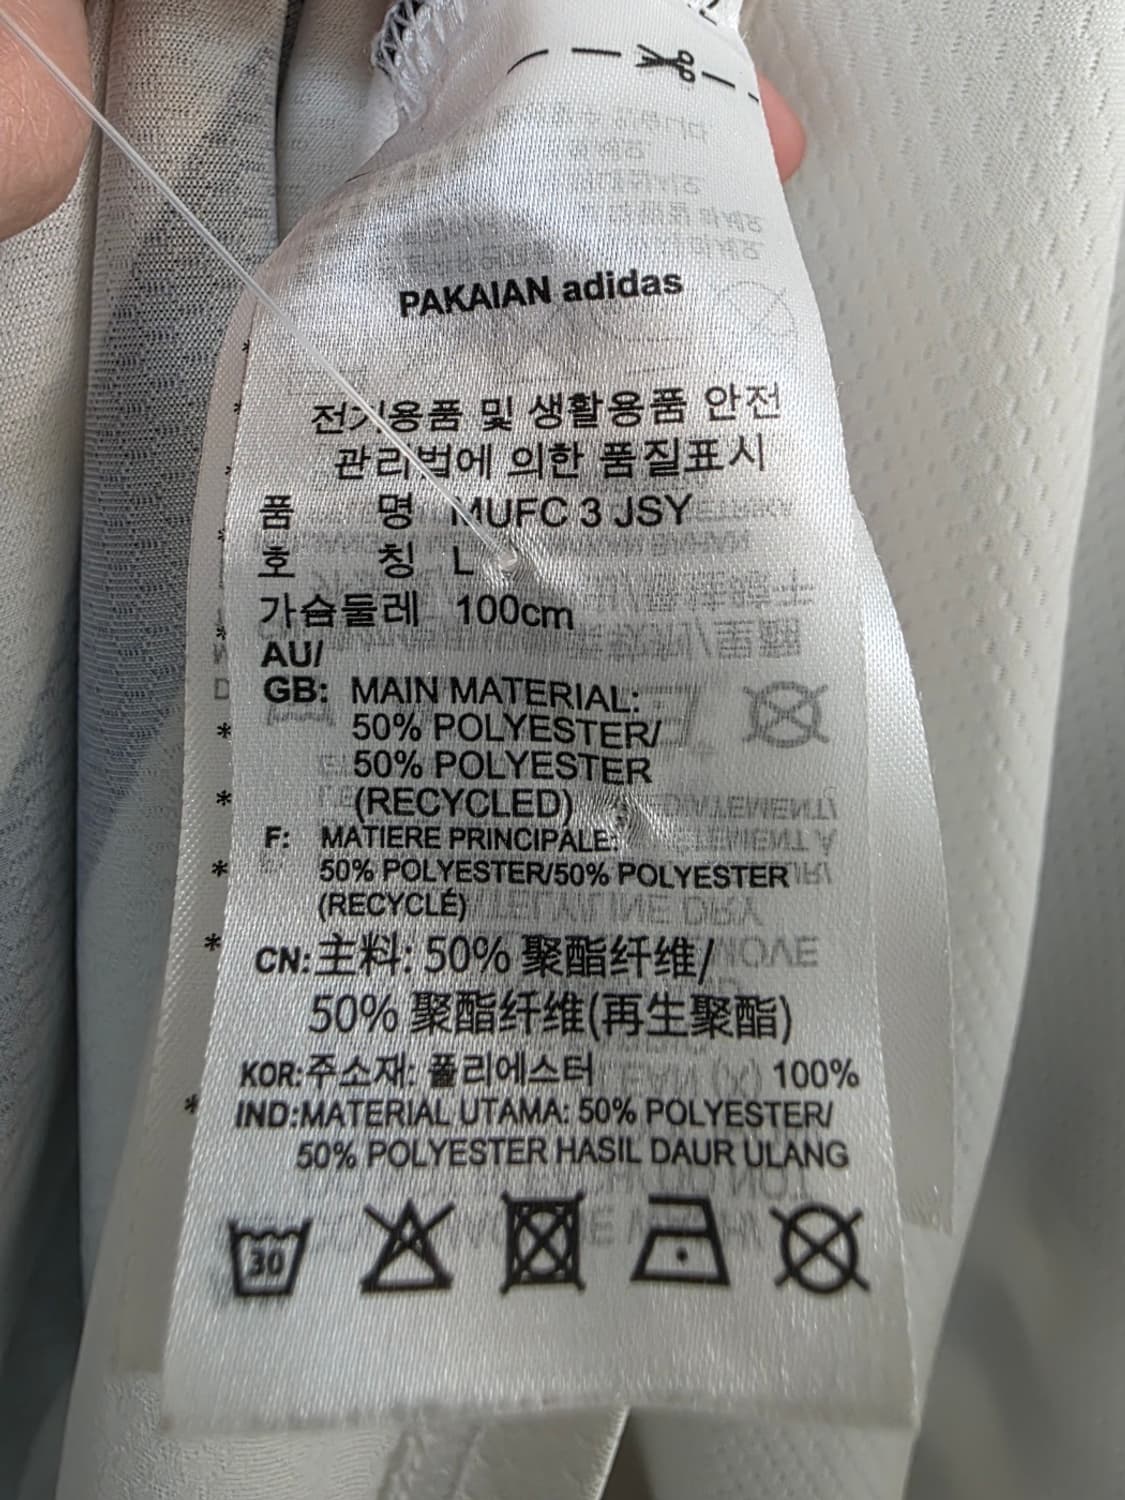 PAKAIAN adidas
전기용품 및 생활용품 안전
관리법에 의한 품질표시
품 명 MUFC 3 JSY
호 칭 L
가슴둘레 100cm
AU/
GB: MAIN MATERIAL:
50% POLYESTER/
50% POLYESTER
(RECYCLED)
F: MATIERE PRINCIPALE:
50% POLYESTER/50% POLYESTER
(RECYCLÉ)
CN:主料: 50% 聚酯纤维/
50% 聚酯纤维(再生聚酯)
KOR:주소재: 폴리에스터 100%
IND:MATERIAL UTAMA: 50% POLYESTER/
50% POLYESTER HASIL DAUR ULANG
30